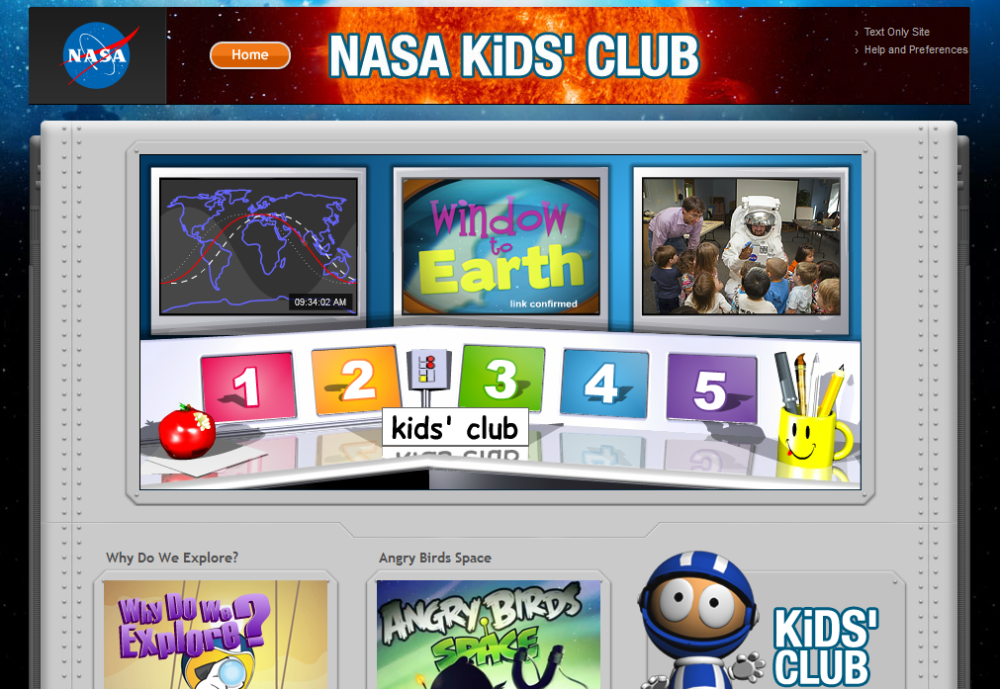 NASA
Home
NASA KiDS' CLUB
› Text Only Site
› Help and Preferences
09:34:02 AM
Window
to
Earth
link confirmed
1 2 3 4 5
kids' club
Why Do We Explore?
Angry Birds Space
Why Do We
Explore?
ANGRY BIRDS
SPACE
KiDS'
CLUB